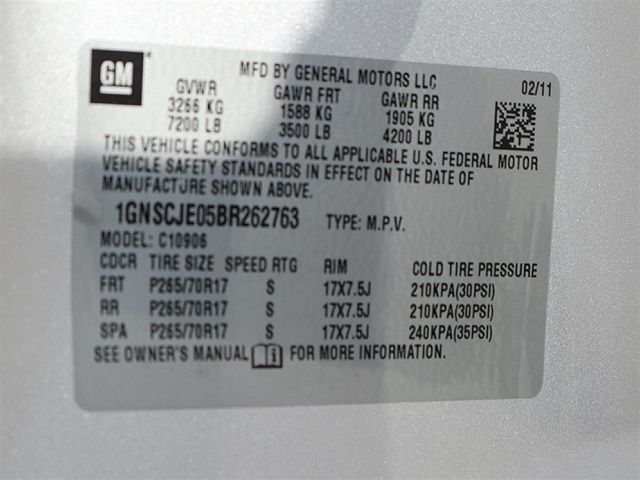 GM
MFD BY GENERAL MOTORS LLC
02/11
GVWR GAWR FRT GAWR RR
3266 KG 1588 KG 1905 KG
7200 LB 3500 LB 4200 LB
THIS VEHICLE CONFORMS TO ALL APPLICABLE U.S. FEDERAL MOTOR
VEHICLE SAFETY STANDARDS IN EFFECT ON THE DATE OF
MANUFACTURE SHOWN ABOVE.
1GNSCJE05BR262763 TYPE: M.P.V.
MODEL: C10906
CDCR TIRE SIZE SPEED RTG RIM COLD TIRE PRESSURE
FRT P265/70R17 S 17X7.5J 210KPA(30PSI)
RR P265/70R17 S 17X7.5J 210KPA(30PSI)
SPA P265/70R17 S 17X7.5J 240KPA(35PSI)
SEE OWNER'S MANUAL FOR MORE INFORMATION.